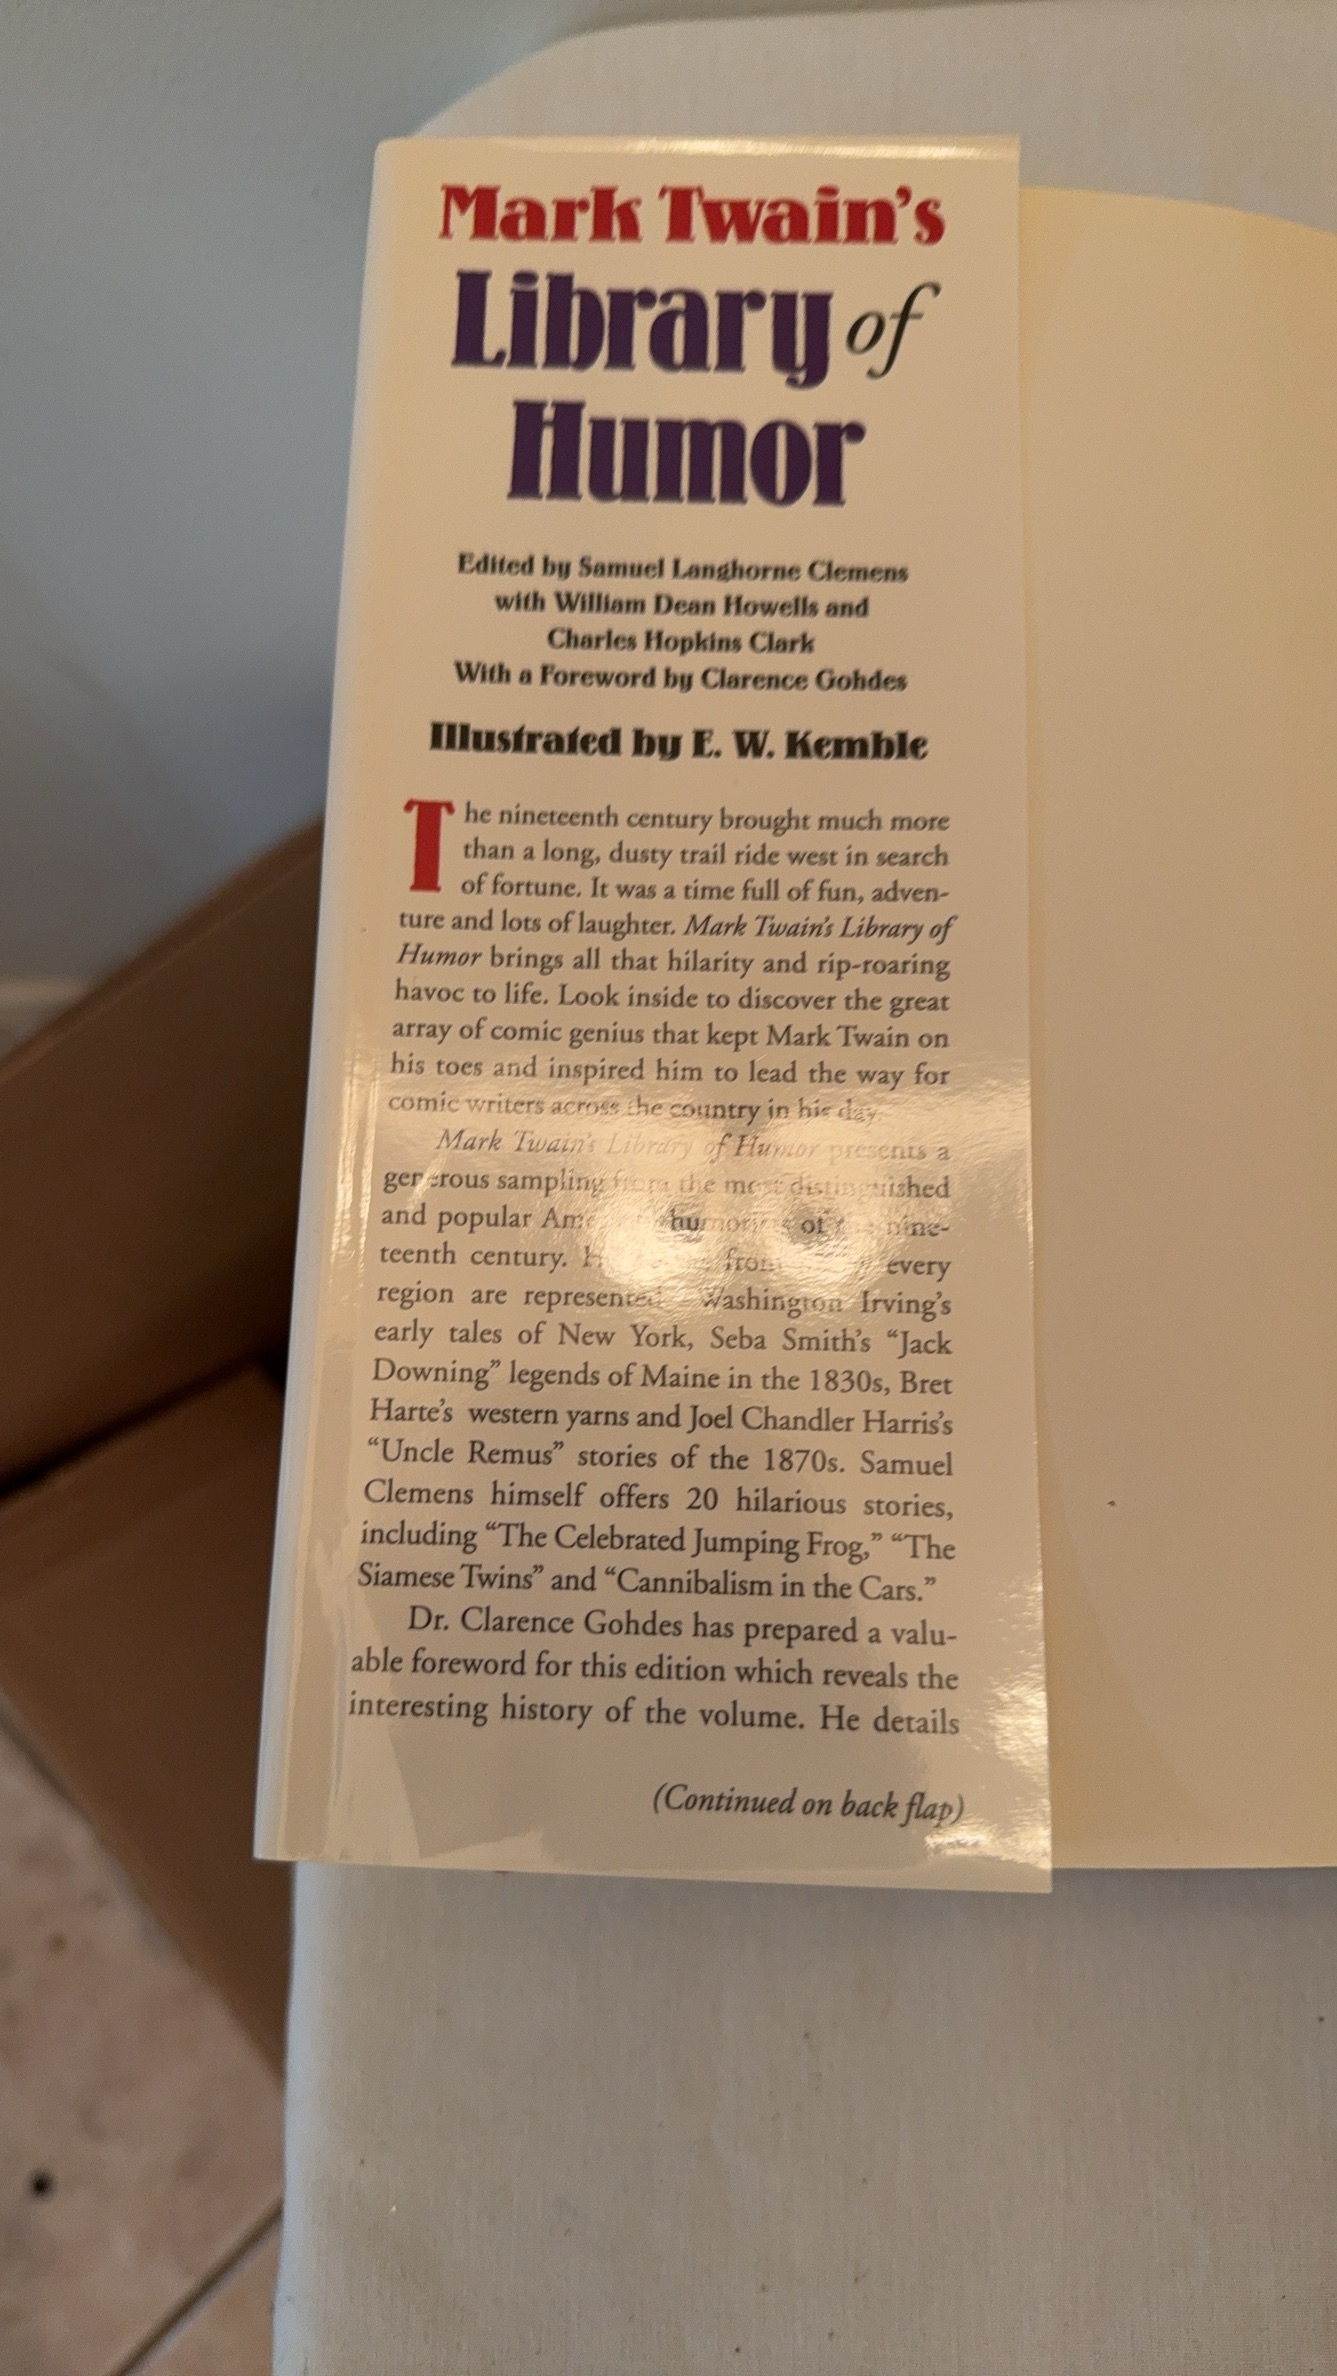 Mark Twain's
Library of
Humor
Edited by Samuel Langhorne Clemens
with William Dean Howells and
Charles Hopkins Clark
With a Foreword by Clarence Gohdes
Illustrated by E. W. Kemble
The nineteenth century brought much more
than a long, dusty trail ride west in search
of fortune. It was a time full of fun, adven-
ture and lots of laughter. Mark Twain's Library of
Humor brings all that hilarity and rip-roaring
havoc to life. Look inside to discover the great
array of comic genius that kept Mark Twain on
his toes and inspired him to lead the way for
comic writers across the country in his day.
Mark Twain's Library of Humor presents a
generous sampling from the most distinguished
and popular American humorists of the nine-
teenth century. from every
region are represented Washington Irving's
early tales of New York, Seba Smith's “Jack
Downing” legends of Maine in the 1830s, Bret
Harte's western yarns and Joel Chandler Harris's
“Uncle Remus” stories of the 1870s. Samuel
Clemens himself offers 20 hilarious stories,
including “The Celebrated Jumping Frog,” “The
Siamese Twins” and “Cannibalism in the Cars.”
Dr. Clarence Gohdes has prepared a valu-
able foreword for this edition which reveals the
interesting history of the volume. He details
(Continued on back flap)